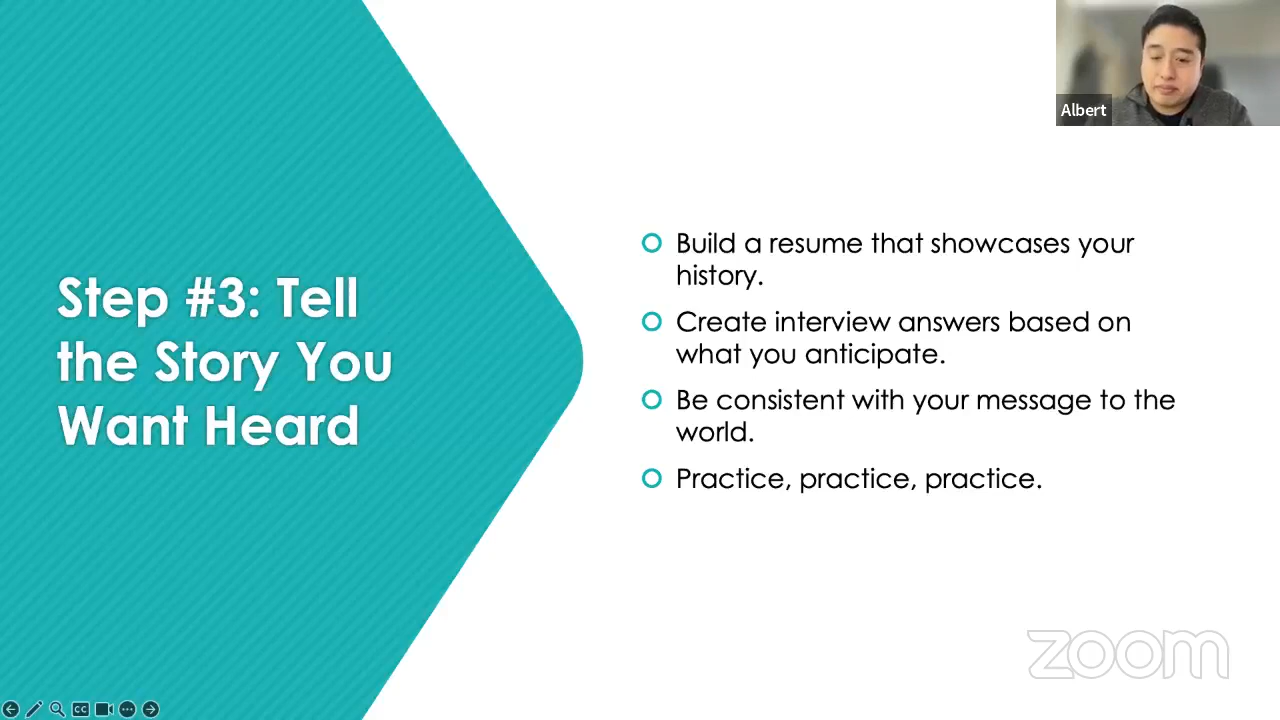 Albert
Step #3: Tell
the Story You
Want Heard
Build a resume that showcases your
history.
Create interview answers based on
what you anticipate.
Be consistent with your message to the
world.
Practice, practice, practice.
zoom
CC